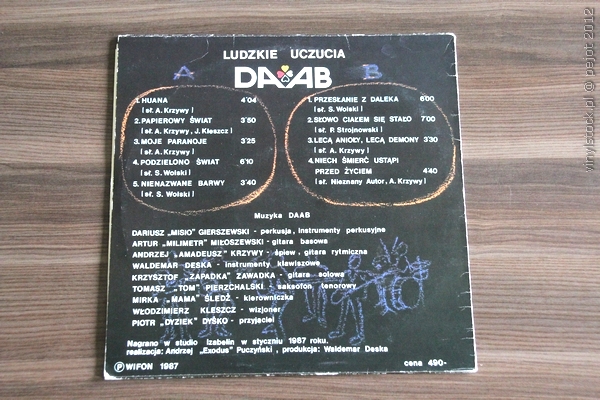 LUDZKIE UCZUCIA
A DAAB B
1. HUANA 4'04
[ sł. A. Krzywy ]
2. PAPIEROWY ŚWIAT 3'50
[ sł. A. Krzywy, J. Kleszcz ]
3. MOJE PARANOJE 3'25
[ sł. A. Krzywy ]
4. PODZIELONO ŚWIAT 6'10
[ sł. S. Wolski ]
5. NIENAZWANE BARWY 3'40
[ sł. S. Wolski ]
1. PRZESŁANIE Z DALEKA 6'00
[ sł. S. Wolski ]
2. SŁOWO CIAŁEM SIĘ STAŁO 7'00
[ sł. P. Strojnowski ]
3. LECĄ ANIOŁY, LECĄ DEMONY 3'30
[ sł. A. Krzywy ]
4. NIECH ŚMIERĆ USTĄPI
PRZED ŻYCIEM 4'40
[ sł. Nieznany Autor, A. Krzywy ]
Muzyka DAAB
DARIUSZ „MISIO" GIERSZEWSKI - perkusja, instrumenty perkusyjne
ARTUR „MILIMETR" MIŁOSZEWSKI - gitara basowa
ANDRZEJ „AMADEUSZ" KRZYWY - śpiew, gitara rytmiczna
WALDEMAR DESKA - instrumenty klawiszowe
KRZYSZTOF „ZAPADKA" ZAWADKA - gitara solowa
TOMASZ „TOM" PIERZCHALSKI - saksofon tenorowy
MIRKA „MAMA" ŚLEDŹ - kierowniczka
WŁODZIMIERZ KLESZCZ - wizjoner
PIOTR „DYZIEK" DYŚKO - przyjaciel
Nagrano w studio Izabelin w styczniu 1987 roku.
realizacja: Andrzej „Exodus" Puczyński, produkcja: Waldemar Deska
Ⓟ WIFON 1987 cena 490-
vinylstock.pl @ pejot 2012